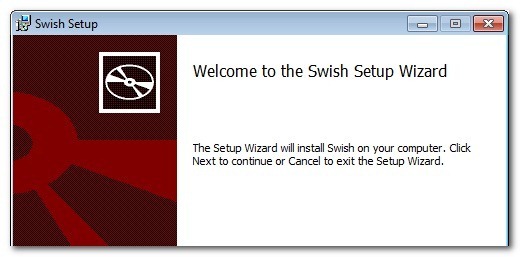 Swish Setup
Welcome to the Swish Setup Wizard
The Setup Wizard will install Swish on your computer. Click
Next to continue or Cancel to exit the Setup Wizard.